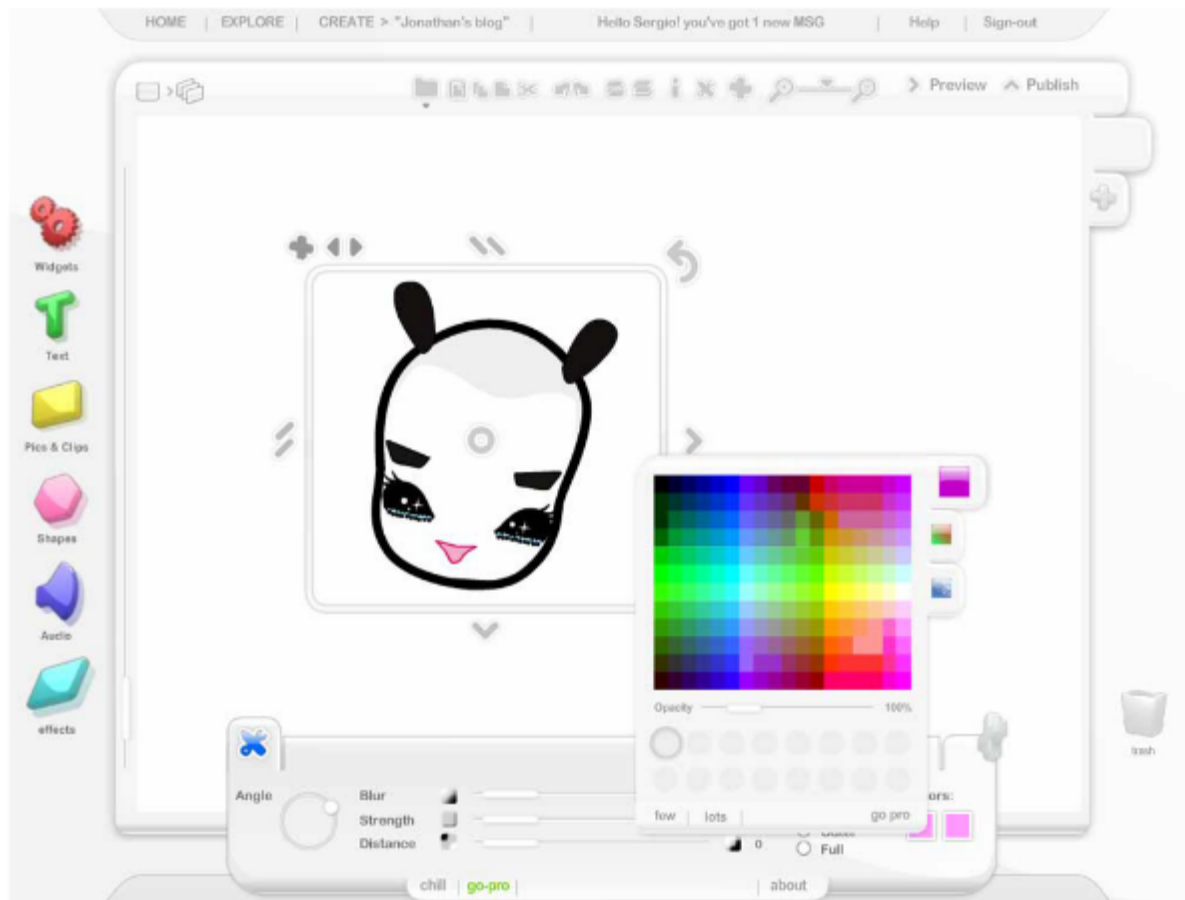 HOME | EXPLORE | CREATE > "Jonathan's blog" | Hello Sergio! you've got 1 new MSG | Help | Sign-out
Preview Publish
Widgets
Text
Pics & Clips
Shapes
Audio
effects
Opacity 100%
trash
Angle
Blur
Strength
Distance
0
Full
few | lots | go pro
chill | go-pro | about